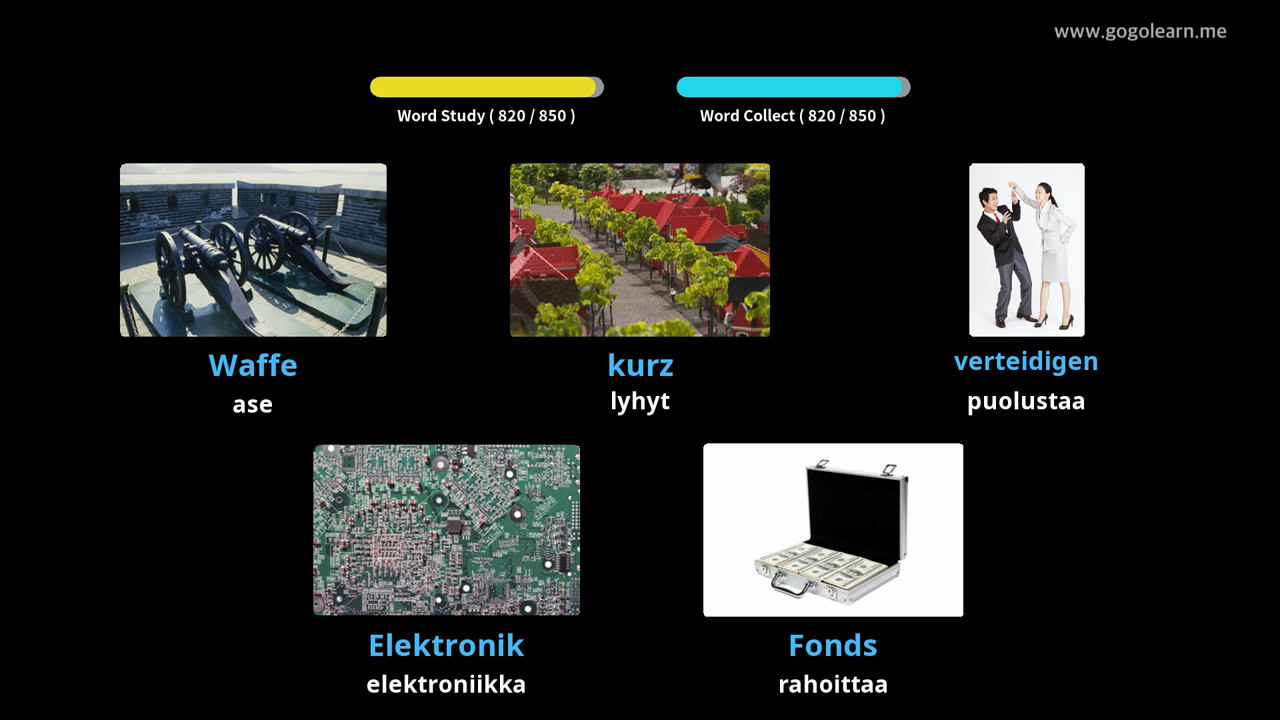 www.gogolearn.me
Word Study ( 820 / 850 )
Word Collect ( 820 / 850 )
Waffe
ase
kurz
lyhyt
verteidigen
puolustaa
Elektronik
elektroniikka
Fonds
rahoittaa